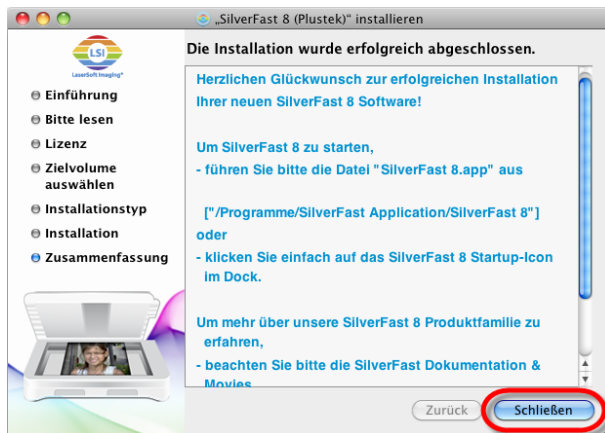 „SilverFast 8 (Plustek)“ installieren
LSI
LaserSoft Imaging*
Die Installation wurde erfolgreich abgeschlossen.
Einführung
Bitte lesen
Lizenz
Zielvolume
auswählen
Installationstyp
Installation
Zusammenfassung
Herzlichen Glückwunsch zur erfolgreichen Installation
Ihrer neuen SilverFast 8 Software!
Um SilverFast 8 zu starten,
- führen Sie bitte die Datei "SilverFast 8.app" aus
["/Programme/SilverFast Application/SilverFast 8"]
oder
- klicken Sie einfach auf das SilverFast 8 Startup-Icon
im Dock.
Um mehr über unsere SilverFast 8 Produktfamilie zu
erfahren,
- beachten Sie bitte die SilverFast Dokumentation &
Movies
Zurück
Schließen